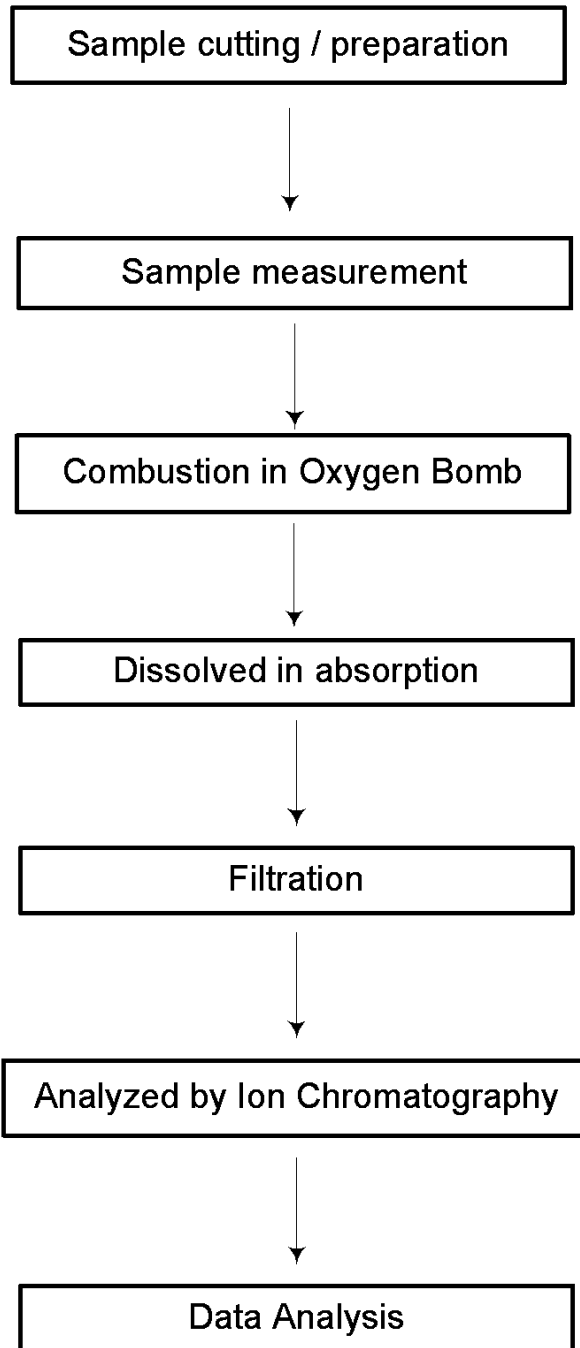 Sample cutting / preparation
Sample measurement
Combustion in Oxygen Bomb
Dissolved in absorption
Filtration
Analyzed by Ion Chromatography
Data Analysis